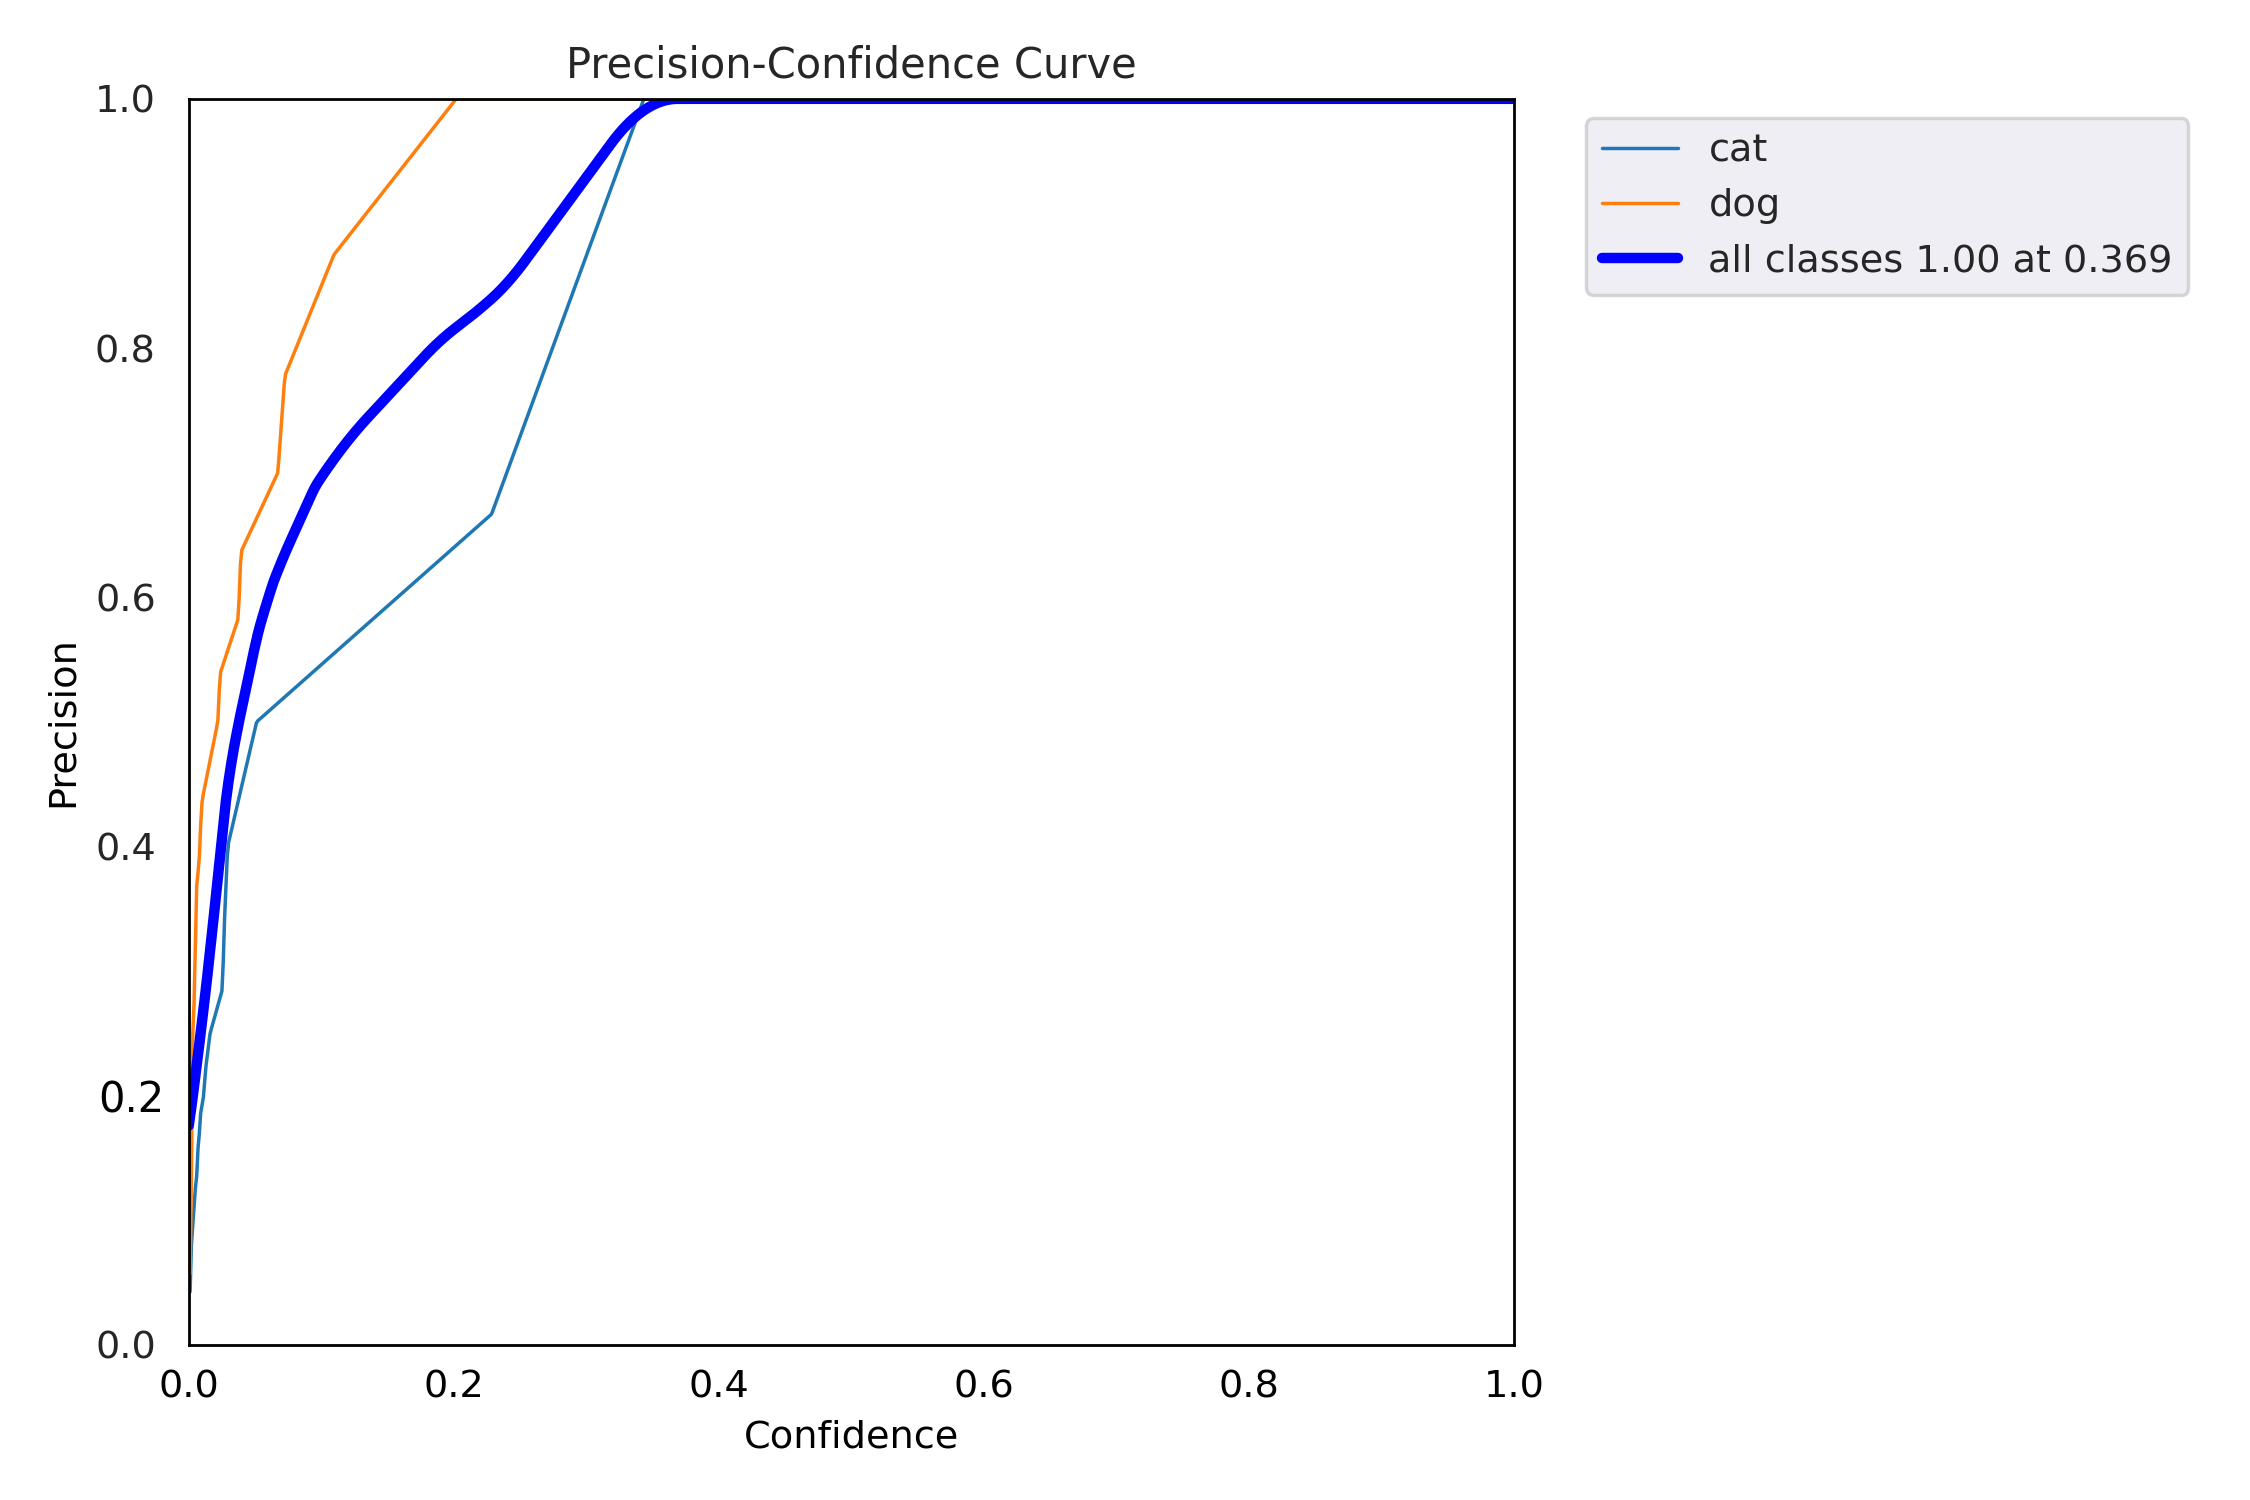 Precision-Confidence Curve
1.0
0.8
0.6
0.4
0.2
0.0
Precision
0.0 0.2 0.4 0.6 0.8 1.0
Confidence
cat
dog
all classes 1.00 at 0.369